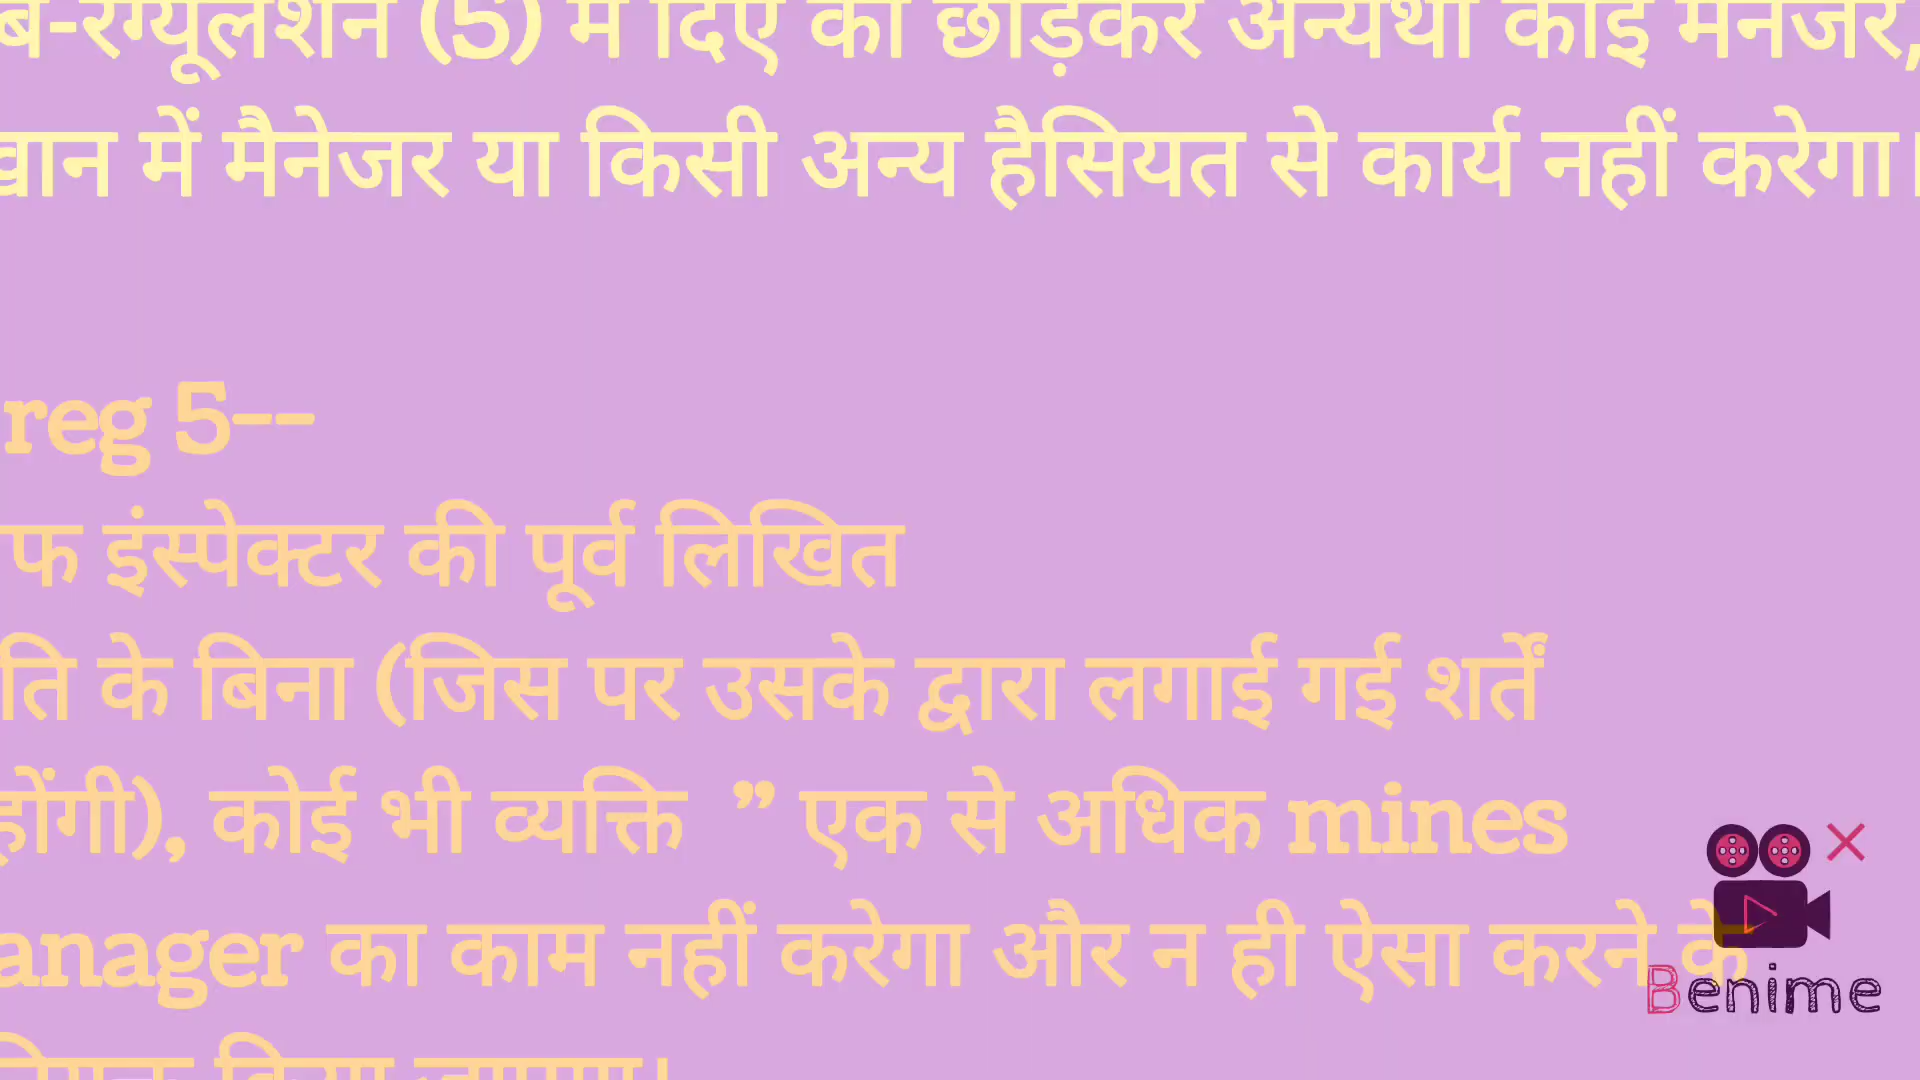 ब-रेग्यूलेशन (5) में दिए को छोड़कर अन्यथा कोई मैनेजर,
खान में मैनेजर या किसी अन्य हैसियत से कार्य नहीं करेगा।
reg 5--
फ इंस्पेक्टर की पूर्व लिखित
ति के बिना (जिस पर उसके द्वारा लगाई गई शर्तें
होंगी), कोई भी व्यक्ति ” एक से अधिक mines
anager का काम नहीं करेगा और न ही ऐसा करने के
Benime